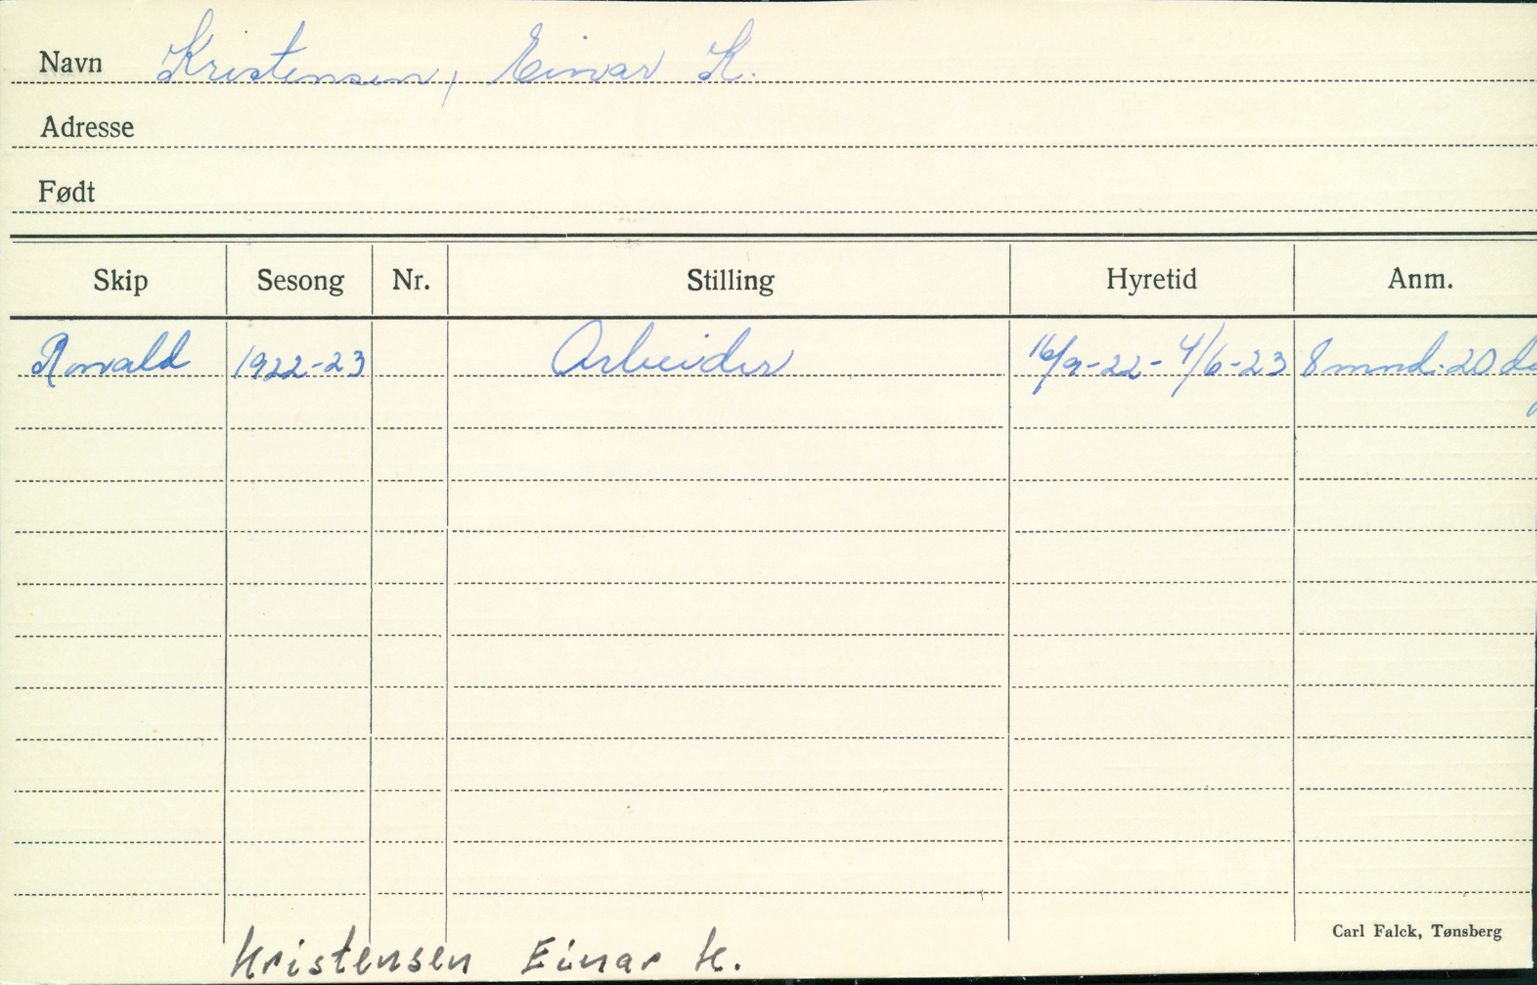 Navn Kristensen, Einar K.
Adresse
Født
Skip Sesong Nr. Stilling Hyretid Anm.
Ronald 1922-23 Arbeider 16/9-22 - 4/6-23 8 mnd. 20 dg
Carl Falck, Tønsberg
Kristensen Einar K.